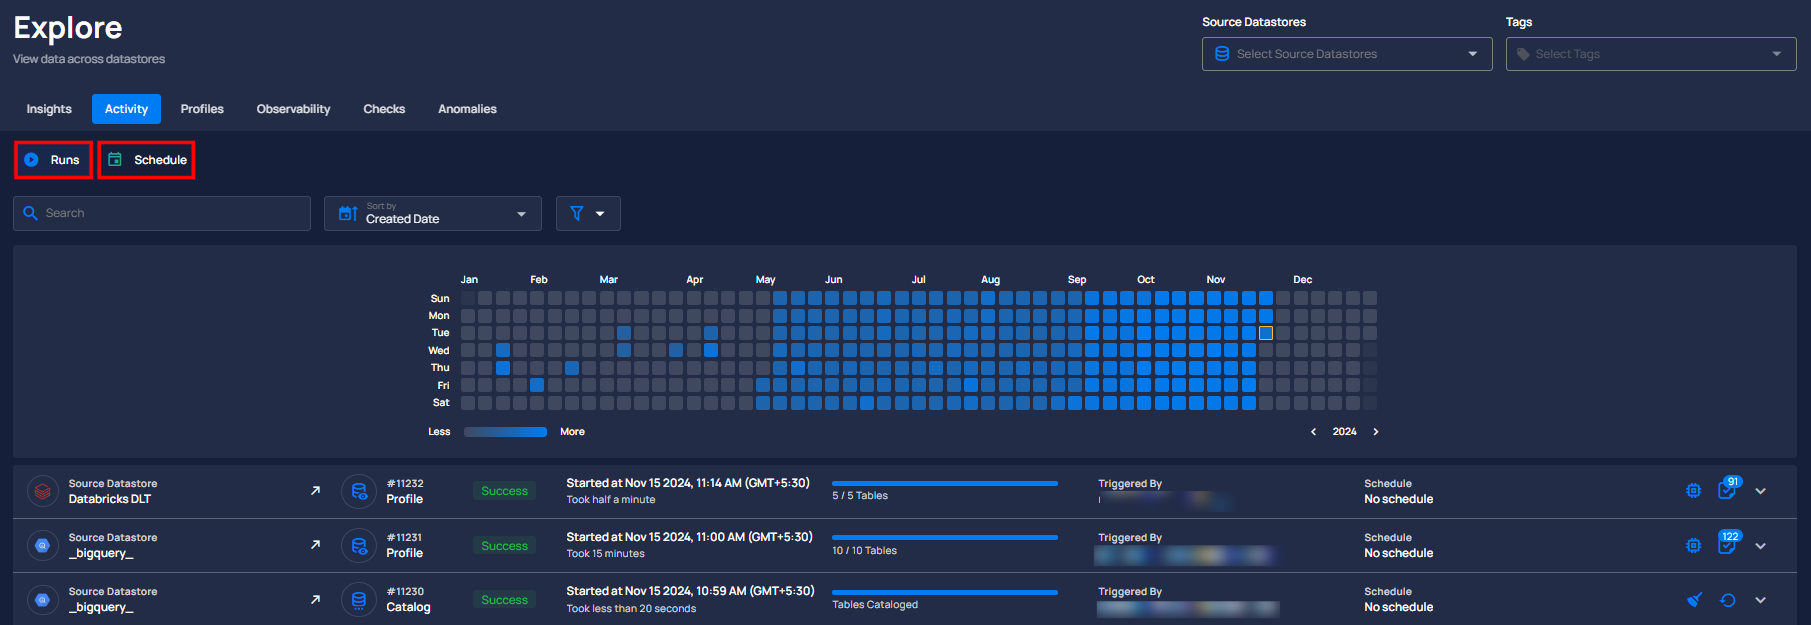 Explore
View data across datastores
Source Datastores
Select Source Datastores
Tags
Select Tags
Insights Activity Profiles Observability Checks Anomalies
Runs Schedule
Search
Sort by
Created Date
Jan Feb Mar Apr May Jun Jul Aug Sep Oct Nov Dec
Sun
Mon
Tue
Wed
Thu
Fri
Sat
Less More
2024
Source Datastore
Databricks DLT
#11232
Profile
Success
Started at Nov 15 2024, 11:14 AM (GMT+5:30)
Took half a minute
5 / 5 Tables
Triggered By
Schedule
No schedule
91
Source Datastore
_bigquery_
#11231
Profile
Success
Started at Nov 15 2024, 11:00 AM (GMT+5:30)
Took 15 minutes
10 / 10 Tables
Triggered By
Schedule
No schedule
122
Source Datastore
_bigquery_
#11230
Catalog
Success
Started at Nov 15 2024, 10:59 AM (GMT+5:30)
Took less than 20 seconds
Tables Cataloged
Triggered By
Schedule
No schedule